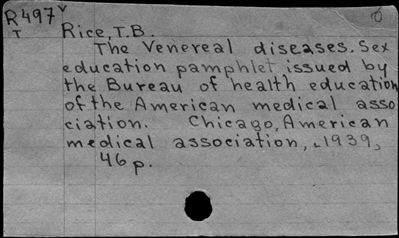 R497v
T
Rice, T.B.
The Venereal diseases. Sex
education pamphlet issued by
the Bureau of health education
of the American medical asso
ciation. Chicago, American
medical association, [1939]
46 p.